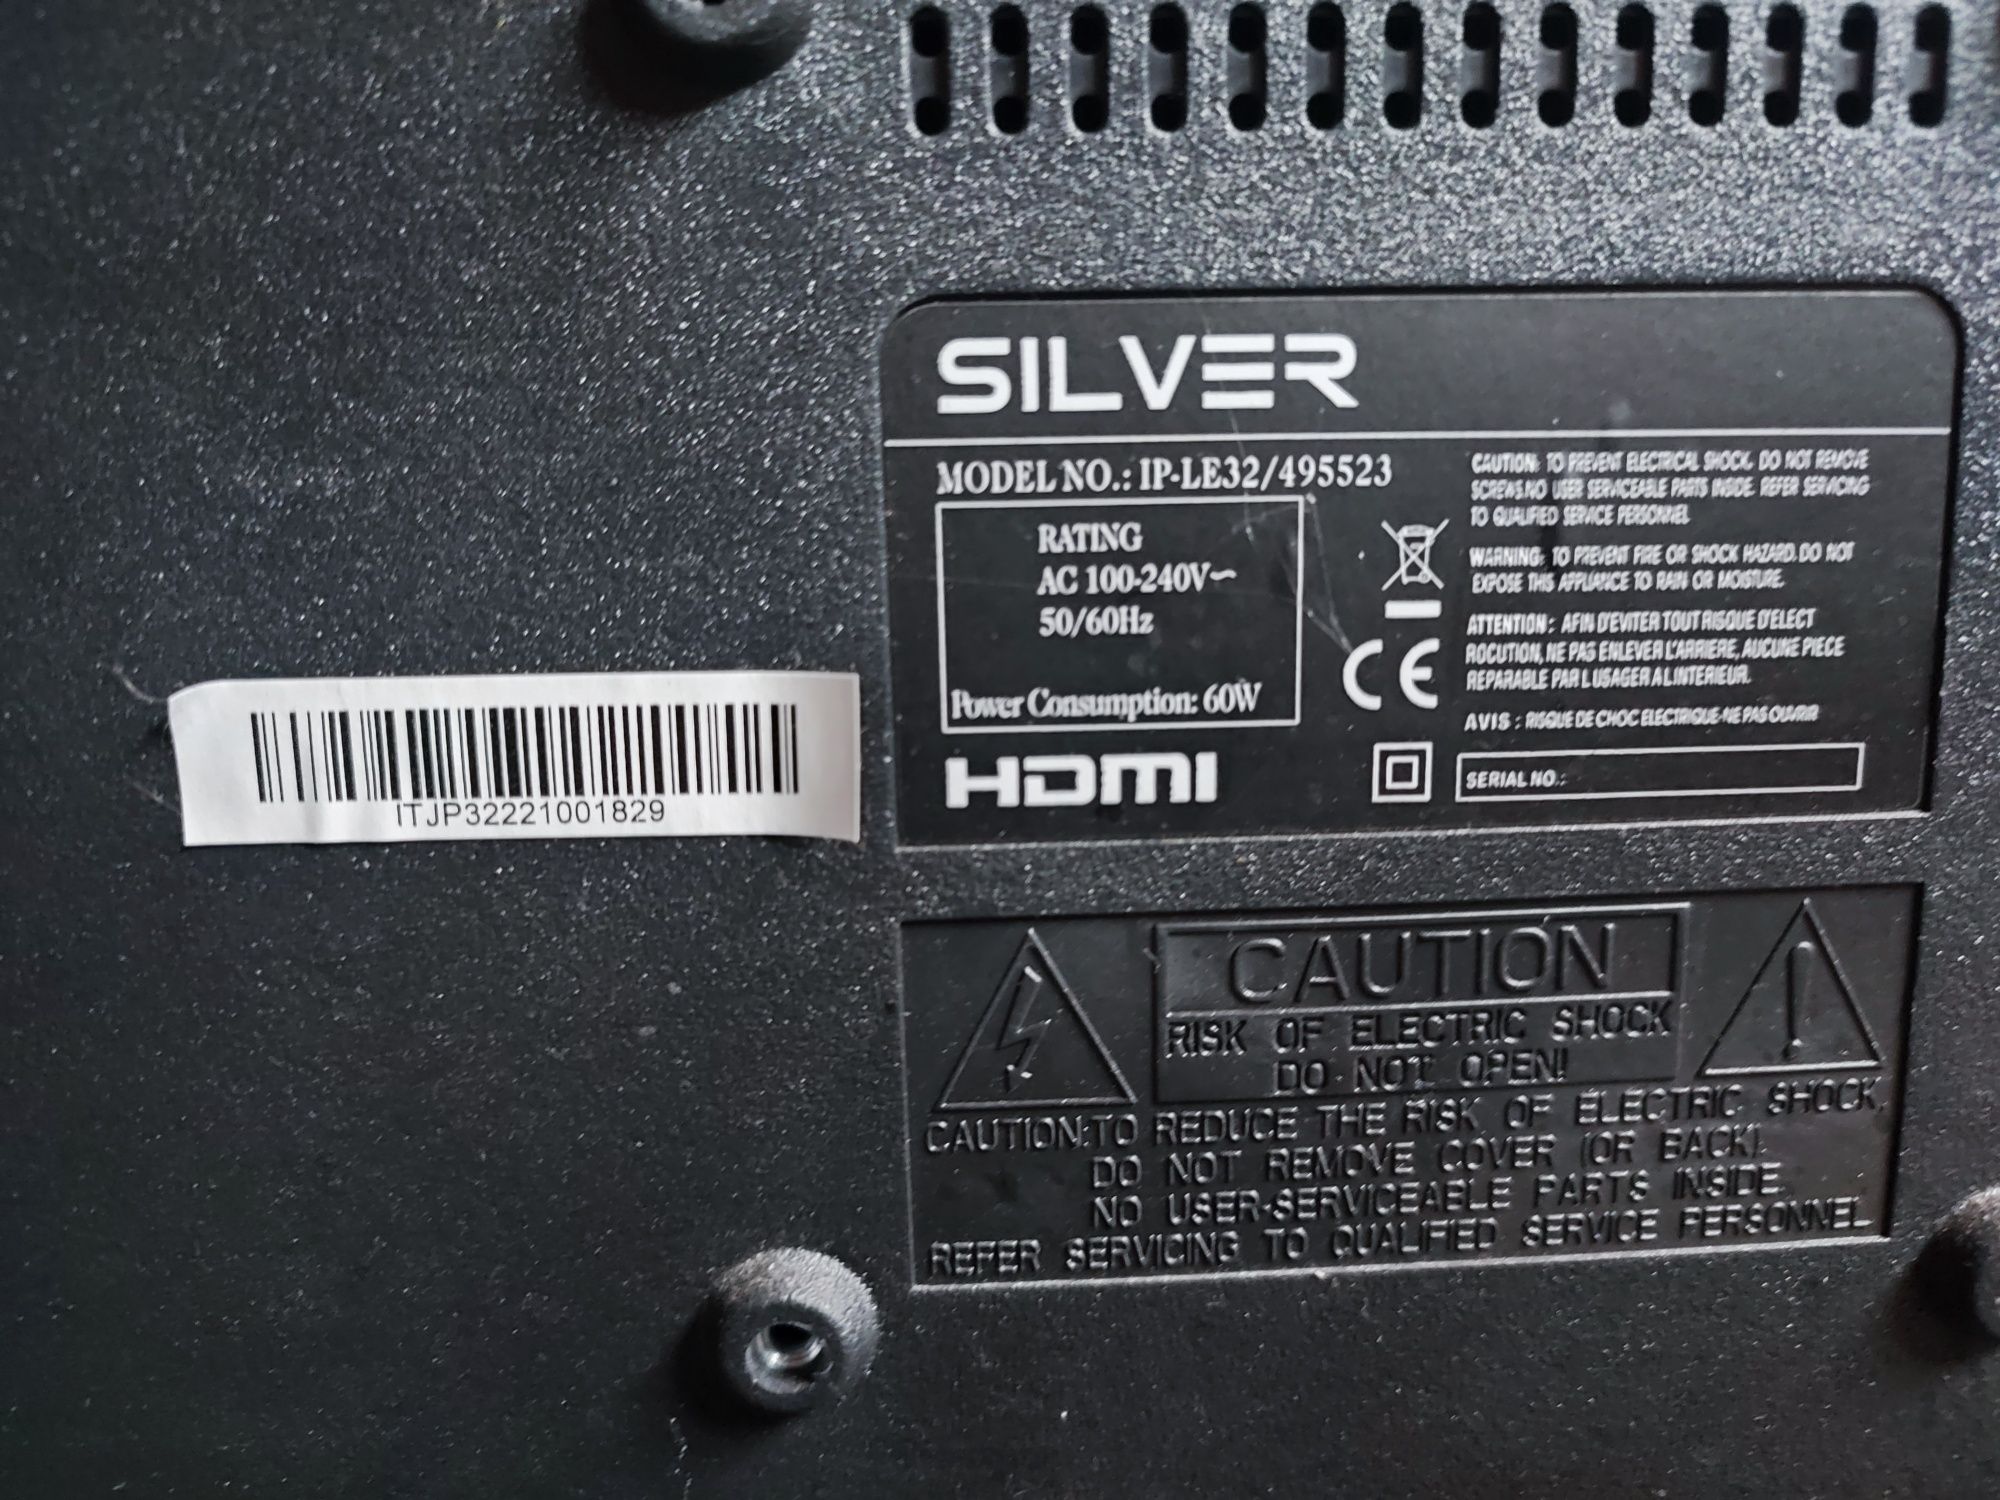 SILVER
MODEL NO.: IP-LE32/495523
RATING
AC 100-240V~
50/60Hz
Power Consumption: 60W
HDMI
CAUTION: TO PREVENT ELECTRICAL SHOCK. DO NOT REMOVE
SCREWS.NO USER SERVICEABLE PARTS INSIDE. REFER SERVICING
TO QUALIFIED SERVICE PERSONNEL
WARNING: TO PREVENT FIRE OR SHOCK HAZARD. DO NOT
EXPOSE THIS APPLIANCE TO RAIN OR MOISTURE.
ATTENTION: AFIN D'EVITER TOUT RISQUE D'ELECT
ROCUTION, NE PAS ENLEVER L'ARRIERE, AUCUNE PIECE
REPARABLE PAR L USAGER A L'INTERIEUR.
AVIS : RISQUE DE CHOC ELECTRIQUE-NE PAS OUVRIR
SERIAL NO.:
CE
ITJP32221001829
CAUTION
RISK OF ELECTRIC SHOCK
DO NOT OPEN!
CAUTION:TO REDUCE THE RISK OF ELECTRIC SHOCK,
DO NOT REMOVE COVER (OR BACK).
NO USER-SERVICEABLE PARTS INSIDE.
REFER SERVICING TO QUALIFIED SERVICE PERSONNEL